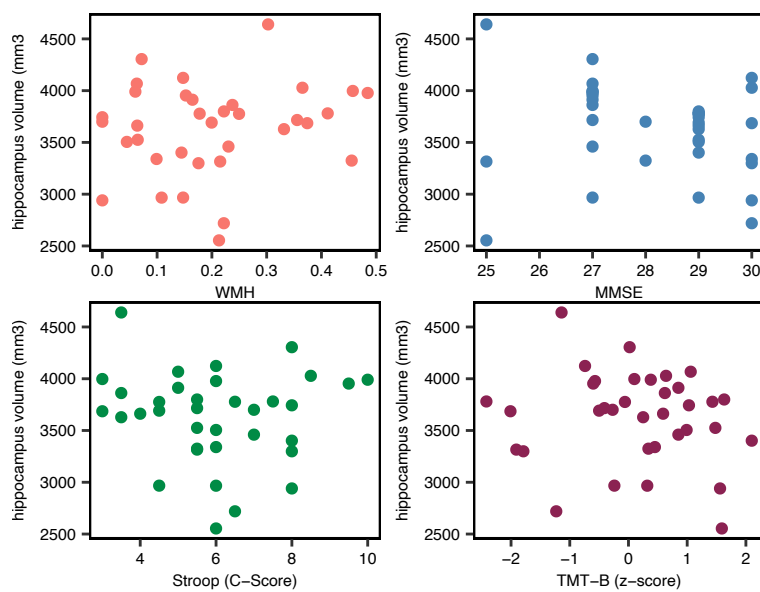 hippocampus volume (mm3
4500
4000
3500
3000
2500
0.0 0.1 0.2 0.3 0.4 0.5
WMH
hippocampus volume (mm3)
4500
4000
3500
3000
2500
25 26 27 28 29 30
MMSE
hippocampus volume (mm3)
4500
4000
3500
3000
2500
4 6 8 10
Stroop (C−Score)
hippocampus volume (mm3)
4500
4000
3500
3000
2500
−2 −1 0 1 2
TMT−B (z−score)